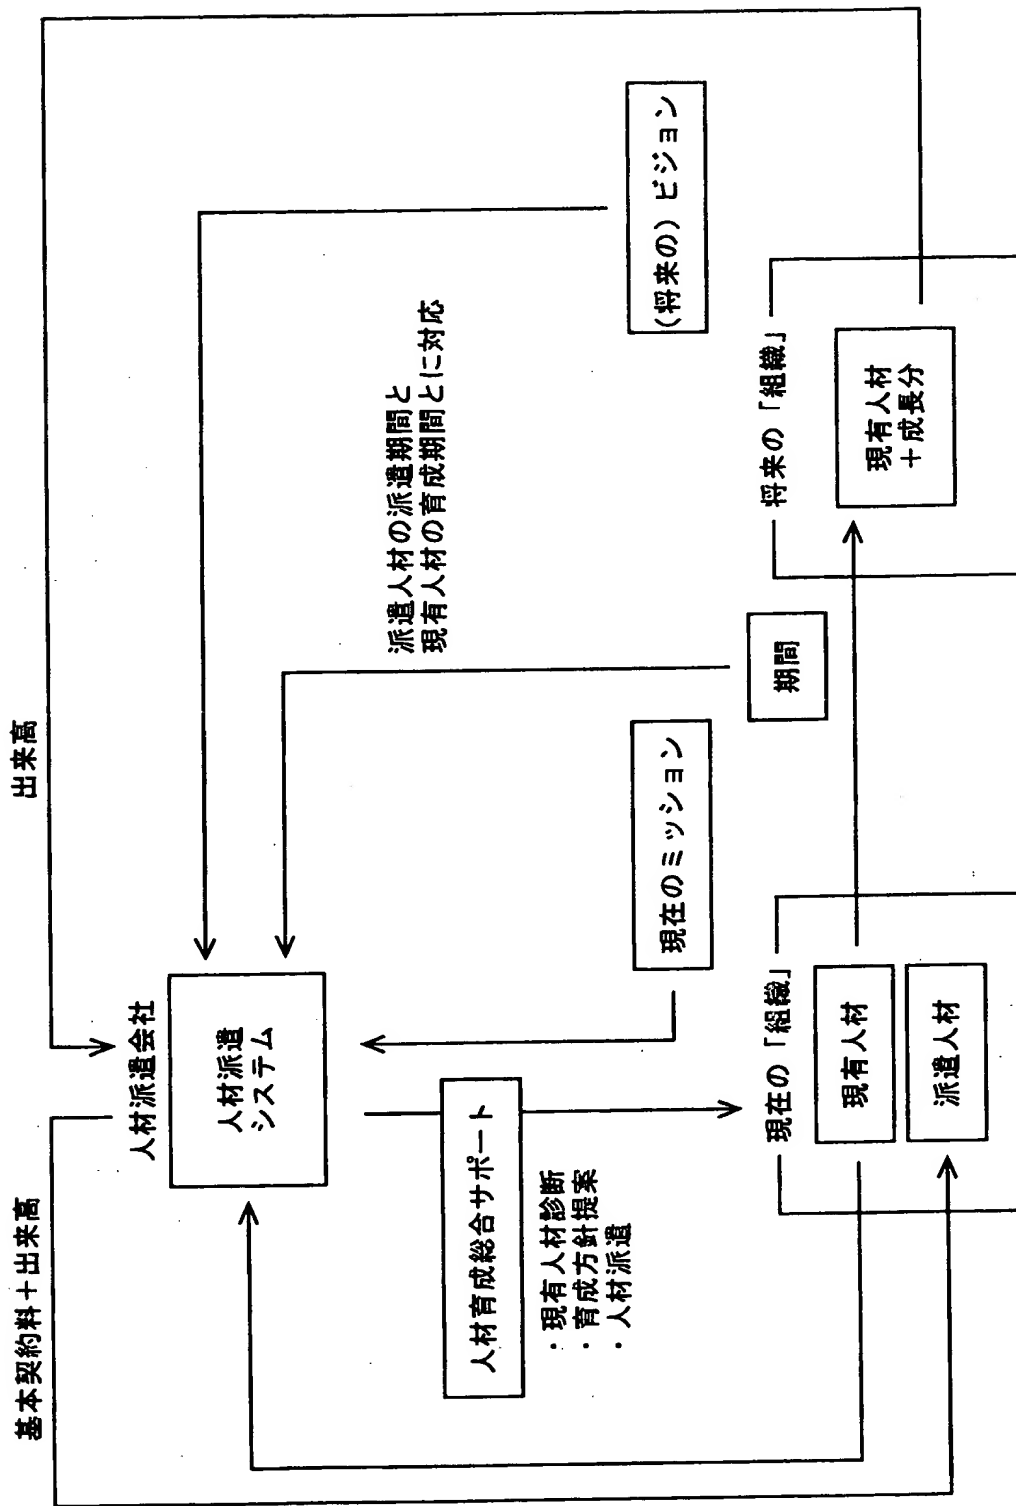 基本契約料＋出来高
出来高
人材派遣会社
人材派遣
システム
派遣人材の派遣期間と
現有人材の育成期間とに対応
人材育成総合サポート
・現有人材診断
・育成方針提案
・人材派遣
現在のミッション
(将来の) ビジョン
期間
現在の「組織」
現有人材
派遣人材
将来の「組織」
現有人材
＋成長分